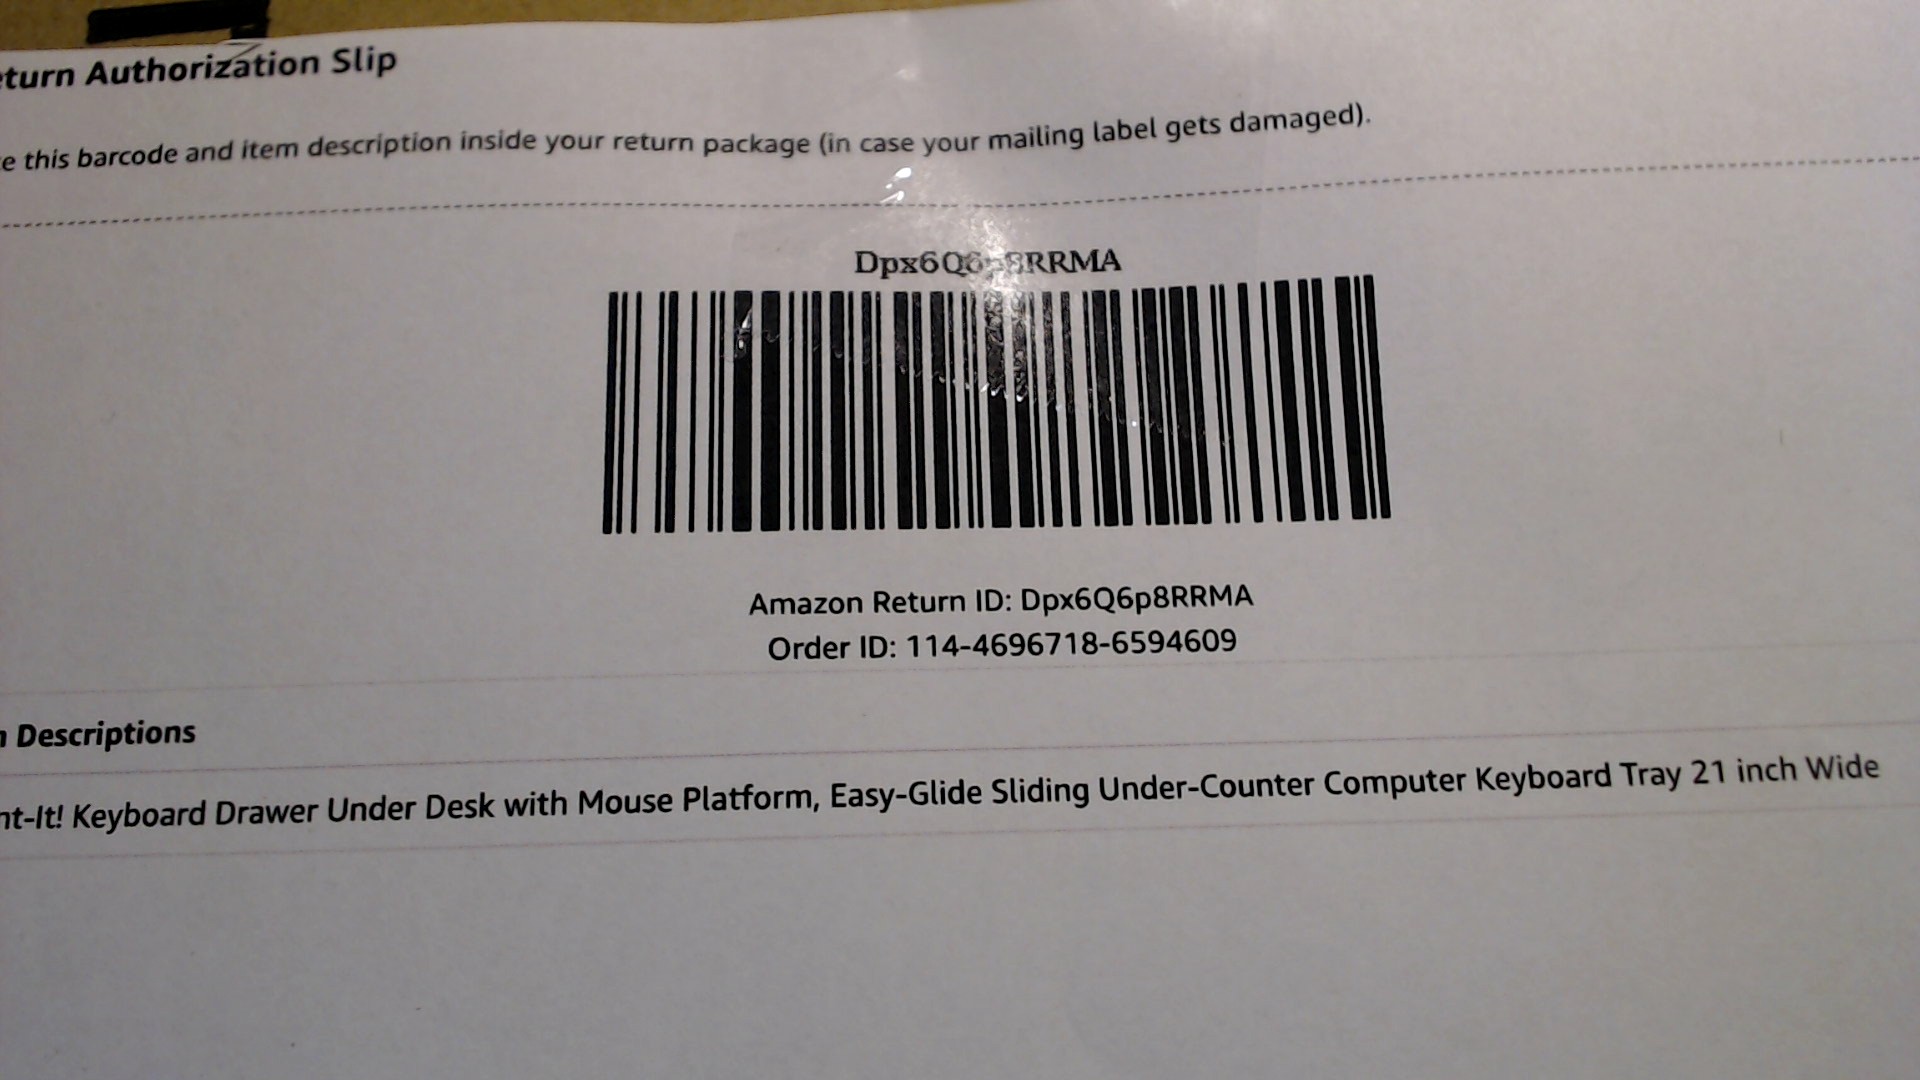 turn Authorization Slip
e this barcode and item description inside your return package (in case your mailing label gets damaged).
Dpx6Q6p8RRMA
Amazon Return ID: Dpx6Q6p8RRMA
Order ID: 114-4696718-6594609
Descriptions
nt-It! Keyboard Drawer Under Desk with Mouse Platform, Easy-Glide Sliding Under-Counter Computer Keyboard Tray 21 inch Wide